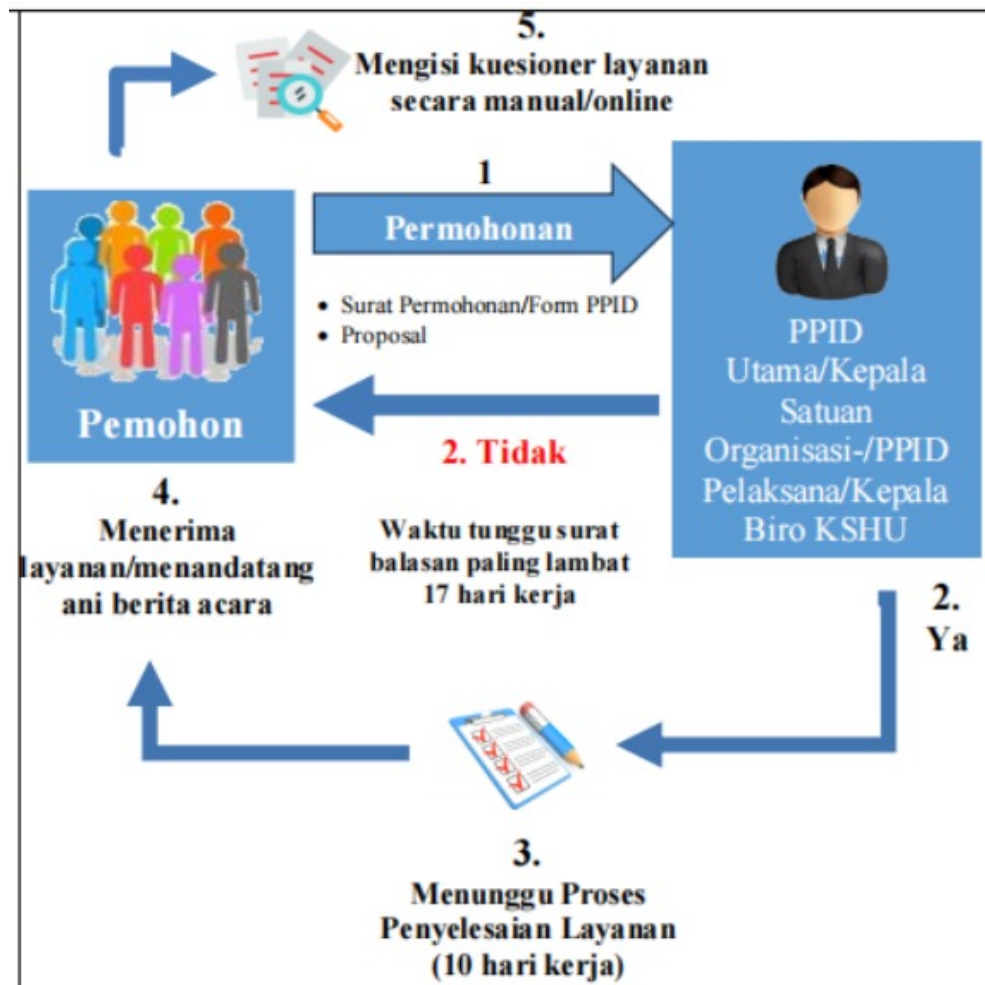 5.
Mengisi kuesioner layanan
secara manual/online
1
Permohonan
• Surat Permohonan/Form PPID
• Proposal
PPID
Utama/Kepala
Satuan
Organisasi-/PPID
Pelaksana/Kepala
Biro KSHU
Pemohon
2. Tidak
Waktu tunggu surat
balasan paling lambat
17 hari kerja
4.
Menerima
layanan/menandatang
ani berita acara
2.
Ya
3.
Menunggu Proses
Penyelesaian Layanan
(10 hari kerja)